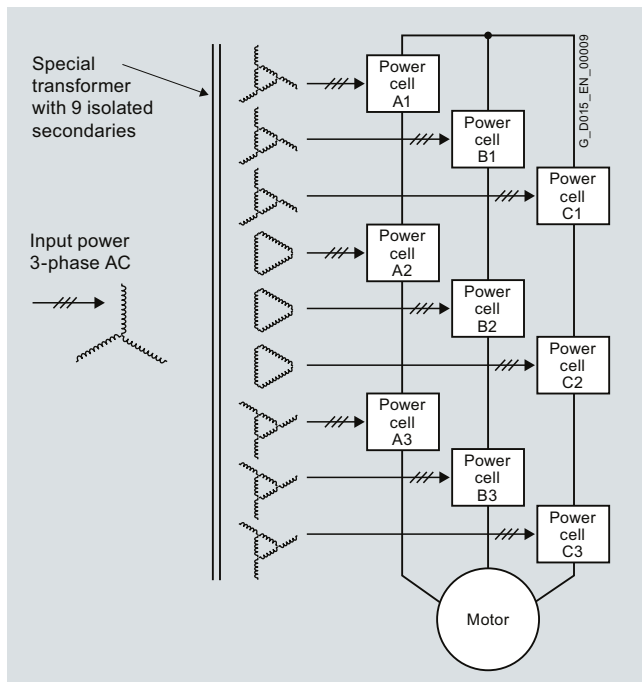 Special
transformer
with 9 isolated
secondaries
Input power
3-phase AC
Power
cell
A1
Power
cell
B1
Power
cell
C1
Power
cell
A2
Power
cell
B2
Power
cell
C2
Power
cell
A3
Power
cell
B3
Power
cell
C3
Motor
G_D015_EN_00009